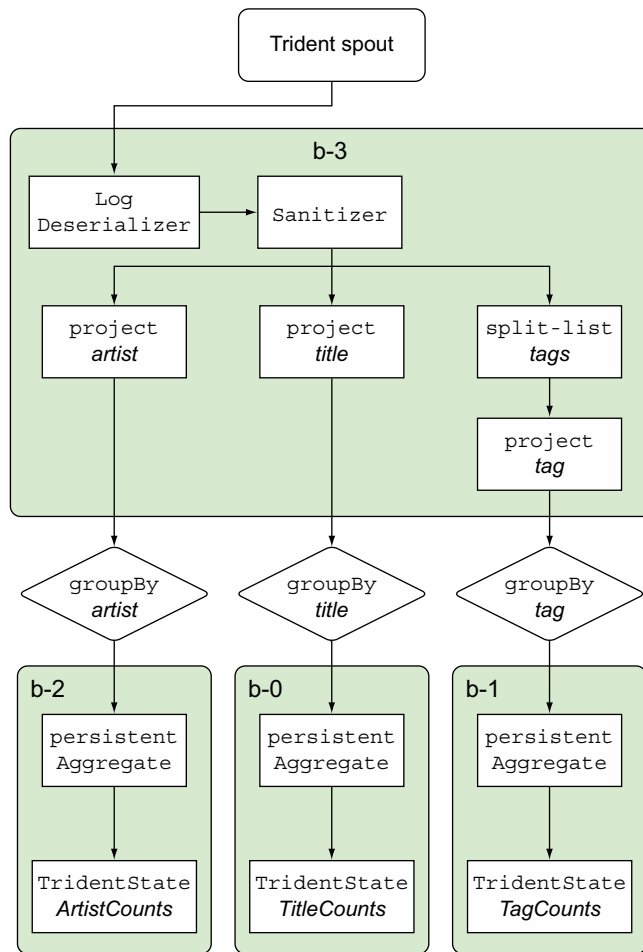 Trident spout
b-3
Log
Deserializer
Sanitizer
project
artist
project
title
split-list
tags
project
tag
groupBy
artist
groupBy
title
groupBy
tag
b-2
persistent
Aggregate
TridentState
ArtistCounts
b-0
persistent
Aggregate
TridentState
TitleCounts
b-1
persistent
Aggregate
TridentState
TagCounts